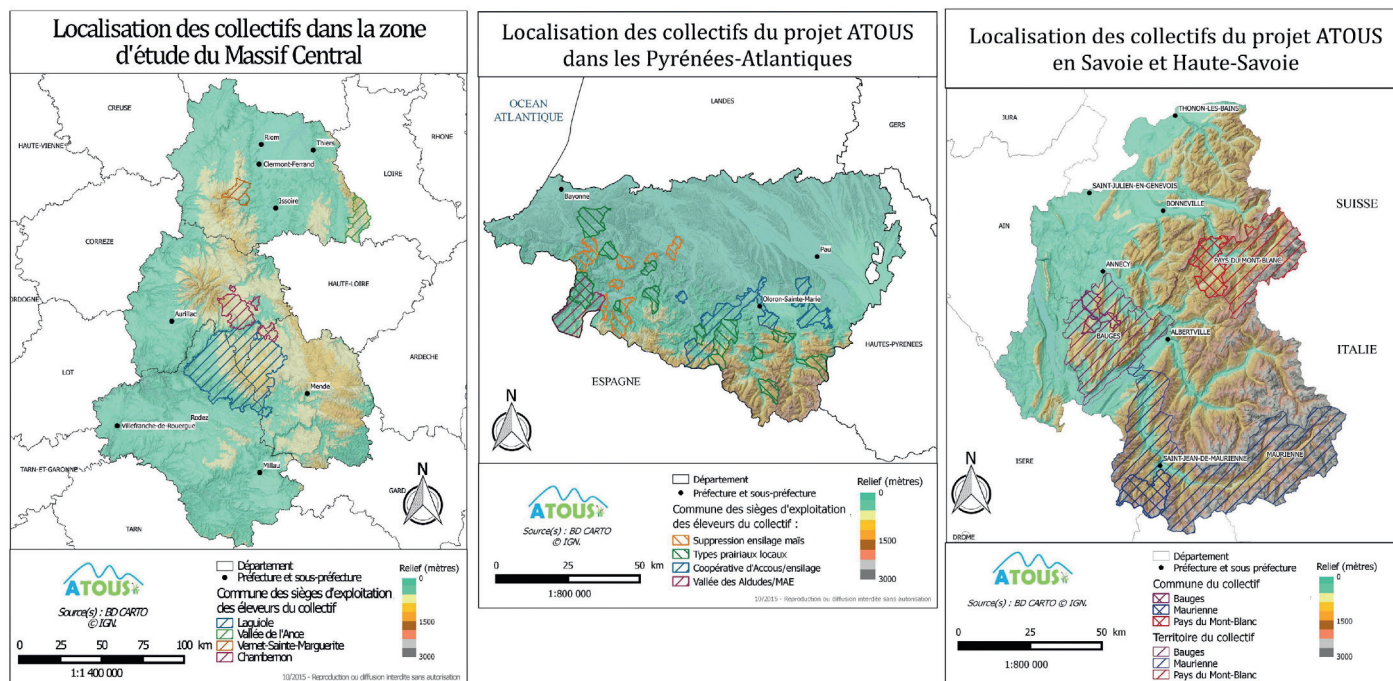 Localisation des collectifs dans la zone
d'étude du Massif Central
CREUSE
RHONE
HAUTE-VIENNE
Riom
Thiers
Clermont-Ferrand
LOIRE
Issoire
CORREZE
HAUTE-LOIRE
ORDOGNE
Aurillac
ARDECHE
LOT
Mende
Rodez
Villefranche-de-Rouergue
TARN-ET-GARONNE
Millau
N
GARD
TARN
ATOUS
Source(s) : BD CARTO
© IGN.
0 25 50 75 100 km
1:1 400 000
Département
Préfecture et sous-préfecture
Commune des sièges d'exploitation
des éleveurs du collectif
Laguiole
Vallée de l'Ance
Vernet-Sainte-Marguerite
Chambernon
Relief (mètres)
0
1500
3000
10/2015 - Reproduction ou diffusion interdite sans autorisation
Localisation des collectifs du projet ATOUS
dans les Pyrénées-Atlantiques
OCEAN
ATLANTIQUE
LANDES
GERS
Bayonne
Pau
Oloron-Sainte-Marie
HAUTES-PYRENEES
ESPAGNE
N
ATOUS
Source(s) : BD CARTO
© IGN.
0 25 50 km
1:800 000
Département
Préfecture et sous-préfecture
Commune des sièges d'exploitation
des éleveurs du collectif :
Suppression ensilage maïs
Types prairiaux locaux
Coopérative d'Accous/ensilage
Vallée des Aldudes/MAE
Relief (mètres)
0
1500
3000
10/2015 - Reproduction ou diffusion interdite sans autorisation
Localisation des collectifs du projet ATOUS
en Savoie et Haute-Savoie
THONON-LES-BAINS
JURA
SAINT-JULIEN-EN-GENEVOIS
SUISSE
BONNEVILLE
AIN
PAYS DU MONT-BLANC
ANNECY
BAUGES
ALBERTVILLE
ITALIE
ISERE
SAINT-JEAN-DE-MAURIENNE
MAURIENNE
N
DROME
ATOUS
Source(s) : BD CARTO © IGN.
0 25 50 km
1:800 000
Département
Préfecture et sous préfecture
Commune du collectif
Bauges
Maurienne
Pays du Mont-Blanc
Territoire du collectif
Bauges
Maurienne
Pays du Mont-Blanc
Relief (mètres)
0
1500
3000
10/2015 - Reproduction ou diffusion interdite sans autorisation